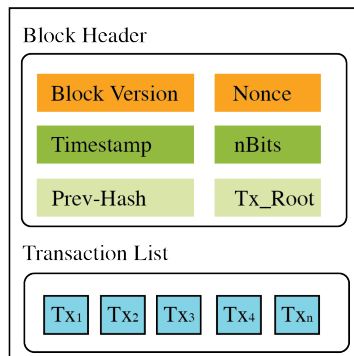 Block Header
Block Version Nonce
Timestamp nBits
Prev-Hash Tx_Root
Transaction List
Tx₁ Tx₂ Tx₃ Tx₄ Txₙ